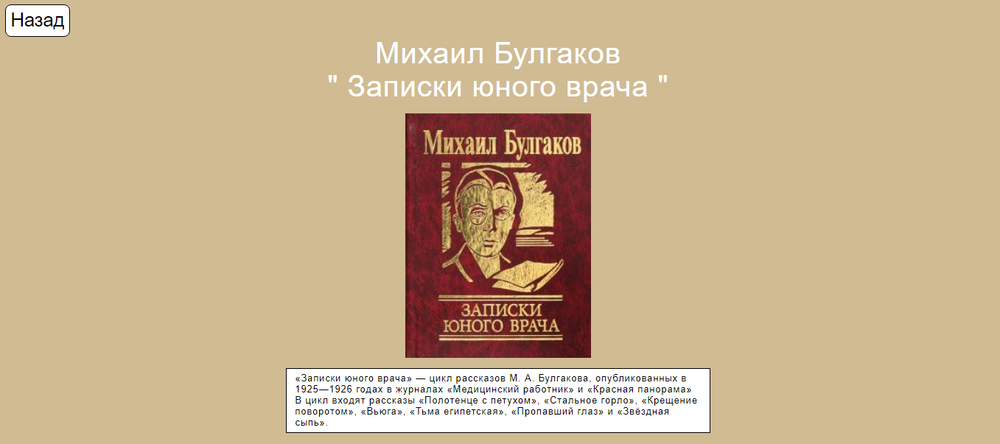 Назад
Михаил Булгаков
" Записки юного врача "
Михаил Булгаков
ЗАПИСКИ
ЮНОГО ВРАЧА
«Записки юного врача» — цикл рассказов М. А. Булгакова, опубликованных в
1925—1926 годах в журналах «Медицинский работник» и «Красная панорама»
В цикл входят рассказы «Полотенце с петухом», «Стальное горло», «Крещение
поворотом», «Вьюга», «Тьма египетская», «Пропавший глаз» и «Звёздная
сыпь».